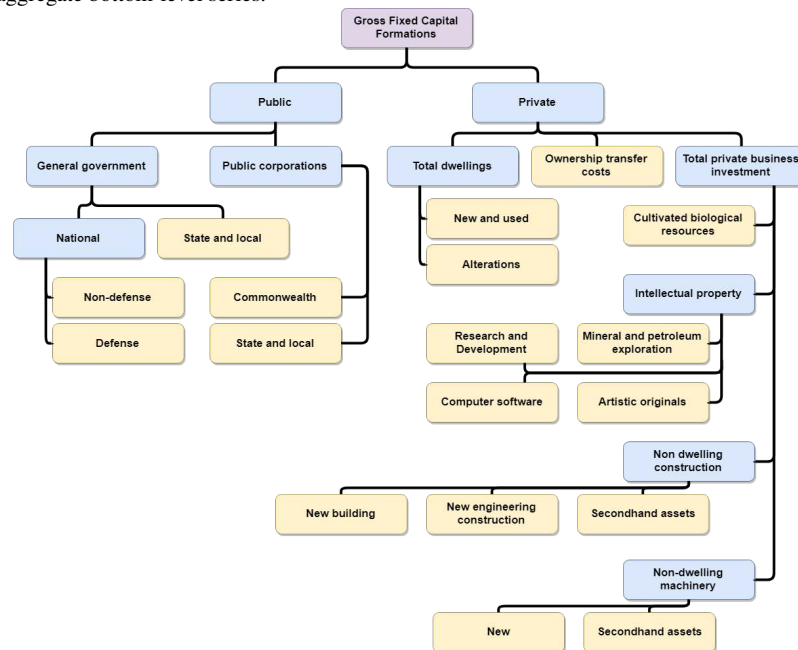 aggregate bottom-level series.
Gross Fixed Capital
Formations
Public
Private
General government
Public corporations
Total dwellings
Ownership transfer
costs
Total private business
investment
New and used
Cultivated biological
resources
National
State and local
Alterations
Non-defense
Commonwealth
Intellectual property
Defense
State and local
Research and
Development
Mineral and petroleum
exploration
Computer software
Artistic originals
Non dwelling
construction
New building
New engineering
construction
Secondhand assets
Non-dwelling
machinery
New
Secondhand assets